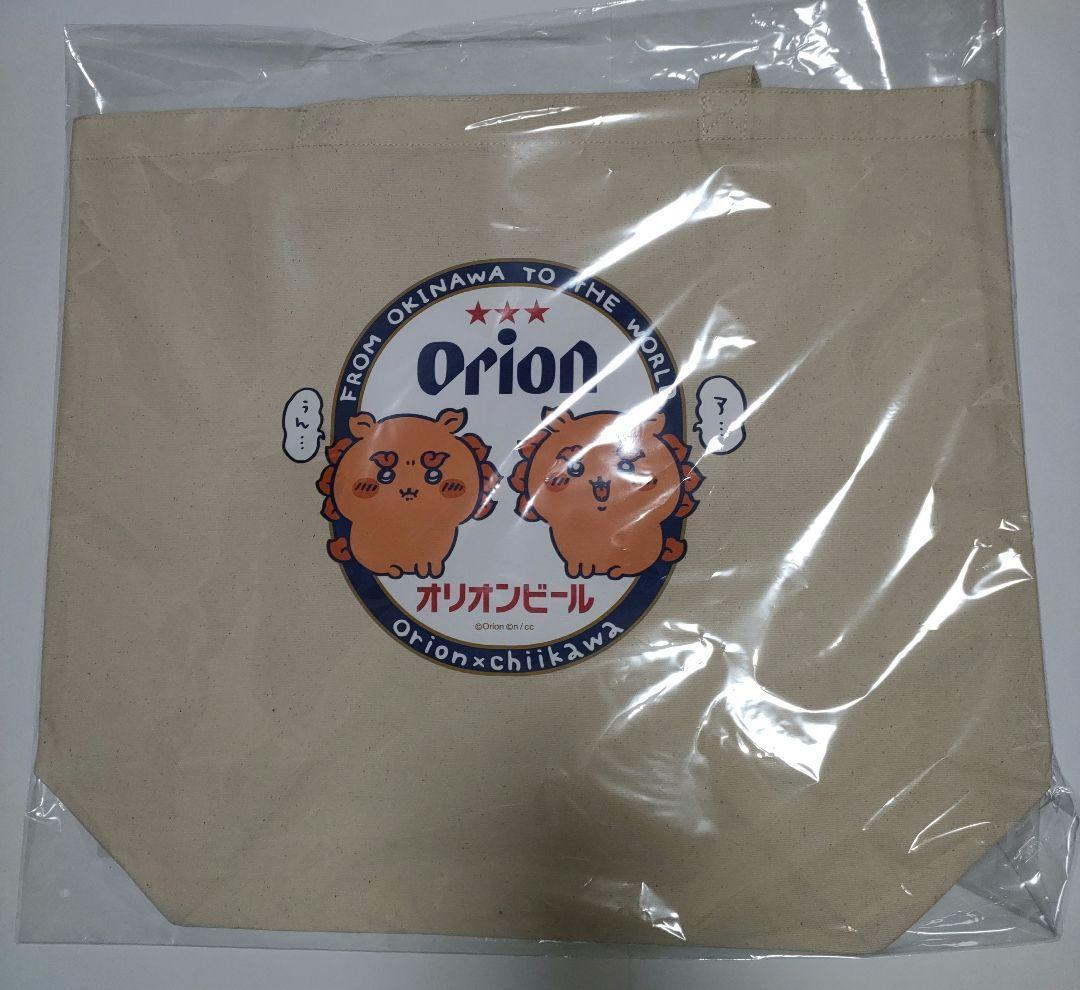 FROM OKINAWA TO THE WORLD
Orion
うん…
ア…
オリオンビール
©Orion ©n / cc
Orion×chiikawa